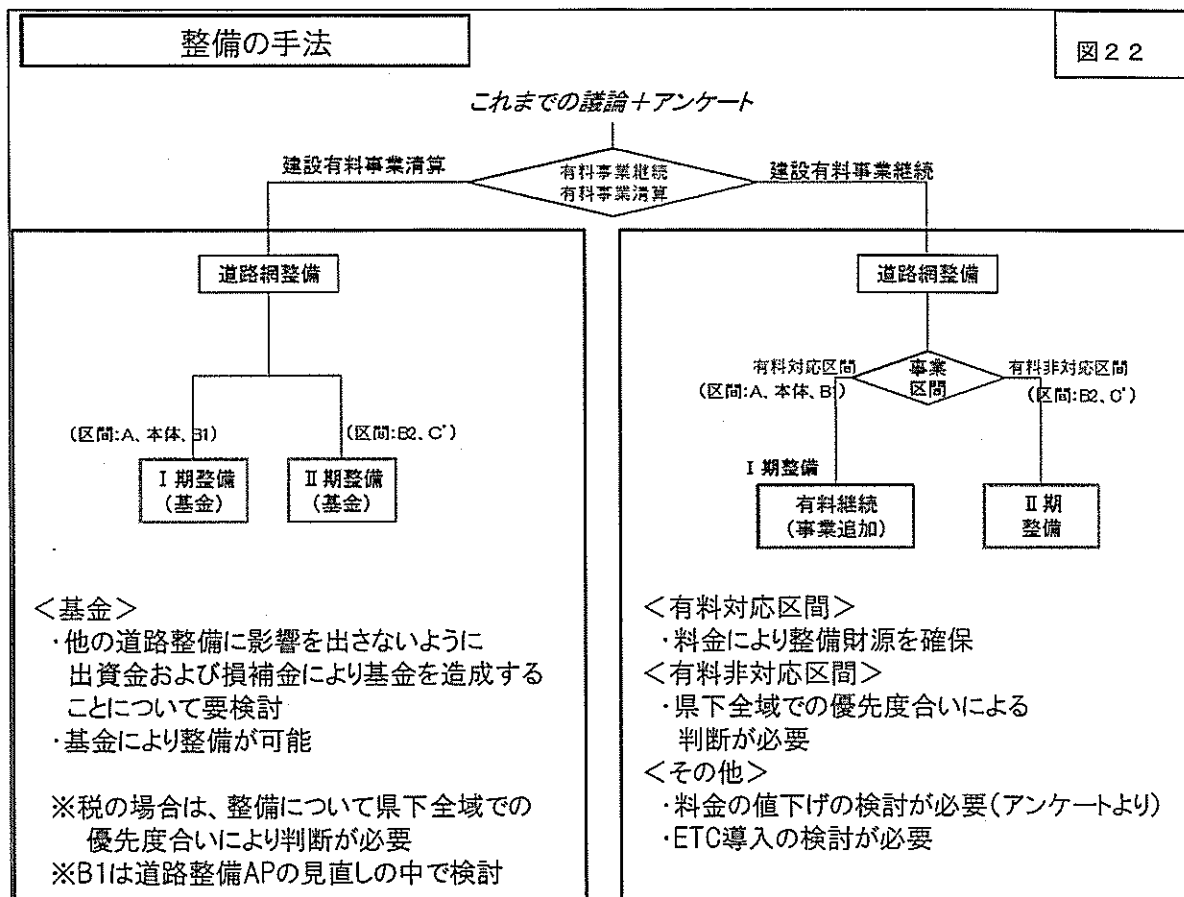 整備の手法
図22
これまでの議論+アンケート
建設有料事業清算
有料事業継続
有料事業清算
建設有料事業継続
道路網整備
(区間:A、本体、B1)
(区間:B2、C')
Ⅰ期整備
(基金)
Ⅱ期整備
(基金)
<基金>
・他の道路整備に影響を出さないように
出資金および損補金により基金を造成する
ことについて要検討
・基金により整備が可能
※税の場合は、整備について県下全域での
優先度合いにより判断が必要
※B1は道路整備APの見直しの中で検討
道路網整備
有料対応区間
(区間:A、本体、B1)
事業
区間
有料非対応区間
(区間:B2、C')
Ⅰ期整備
有料継続
(事業追加)
Ⅱ期
整備
<有料対応区間>
・料金により整備財源を確保
<有料非対応区間>
・県下全域での優先度合いによる
判断が必要
<その他>
・料金の値下げの検討が必要(アンケートより)
・ETC導入の検討が必要